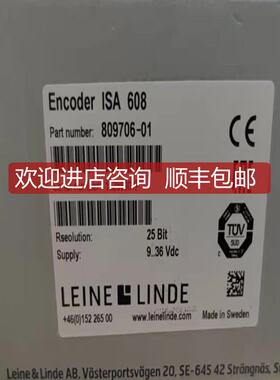 Encoder ISA 608
Part number: 809706-01
欢迎进店咨询 顺丰包邮
Rseolution: 25 Bit
Supply: 9..36 Vdc
TÜV
SÜD
LEINE LINDE
+46(0)152 265 00 www.leinelinde.com Made in Sweden
Leine & Linde AB, Västerportsvägen 20, SE-645 42 Strängnäs, S